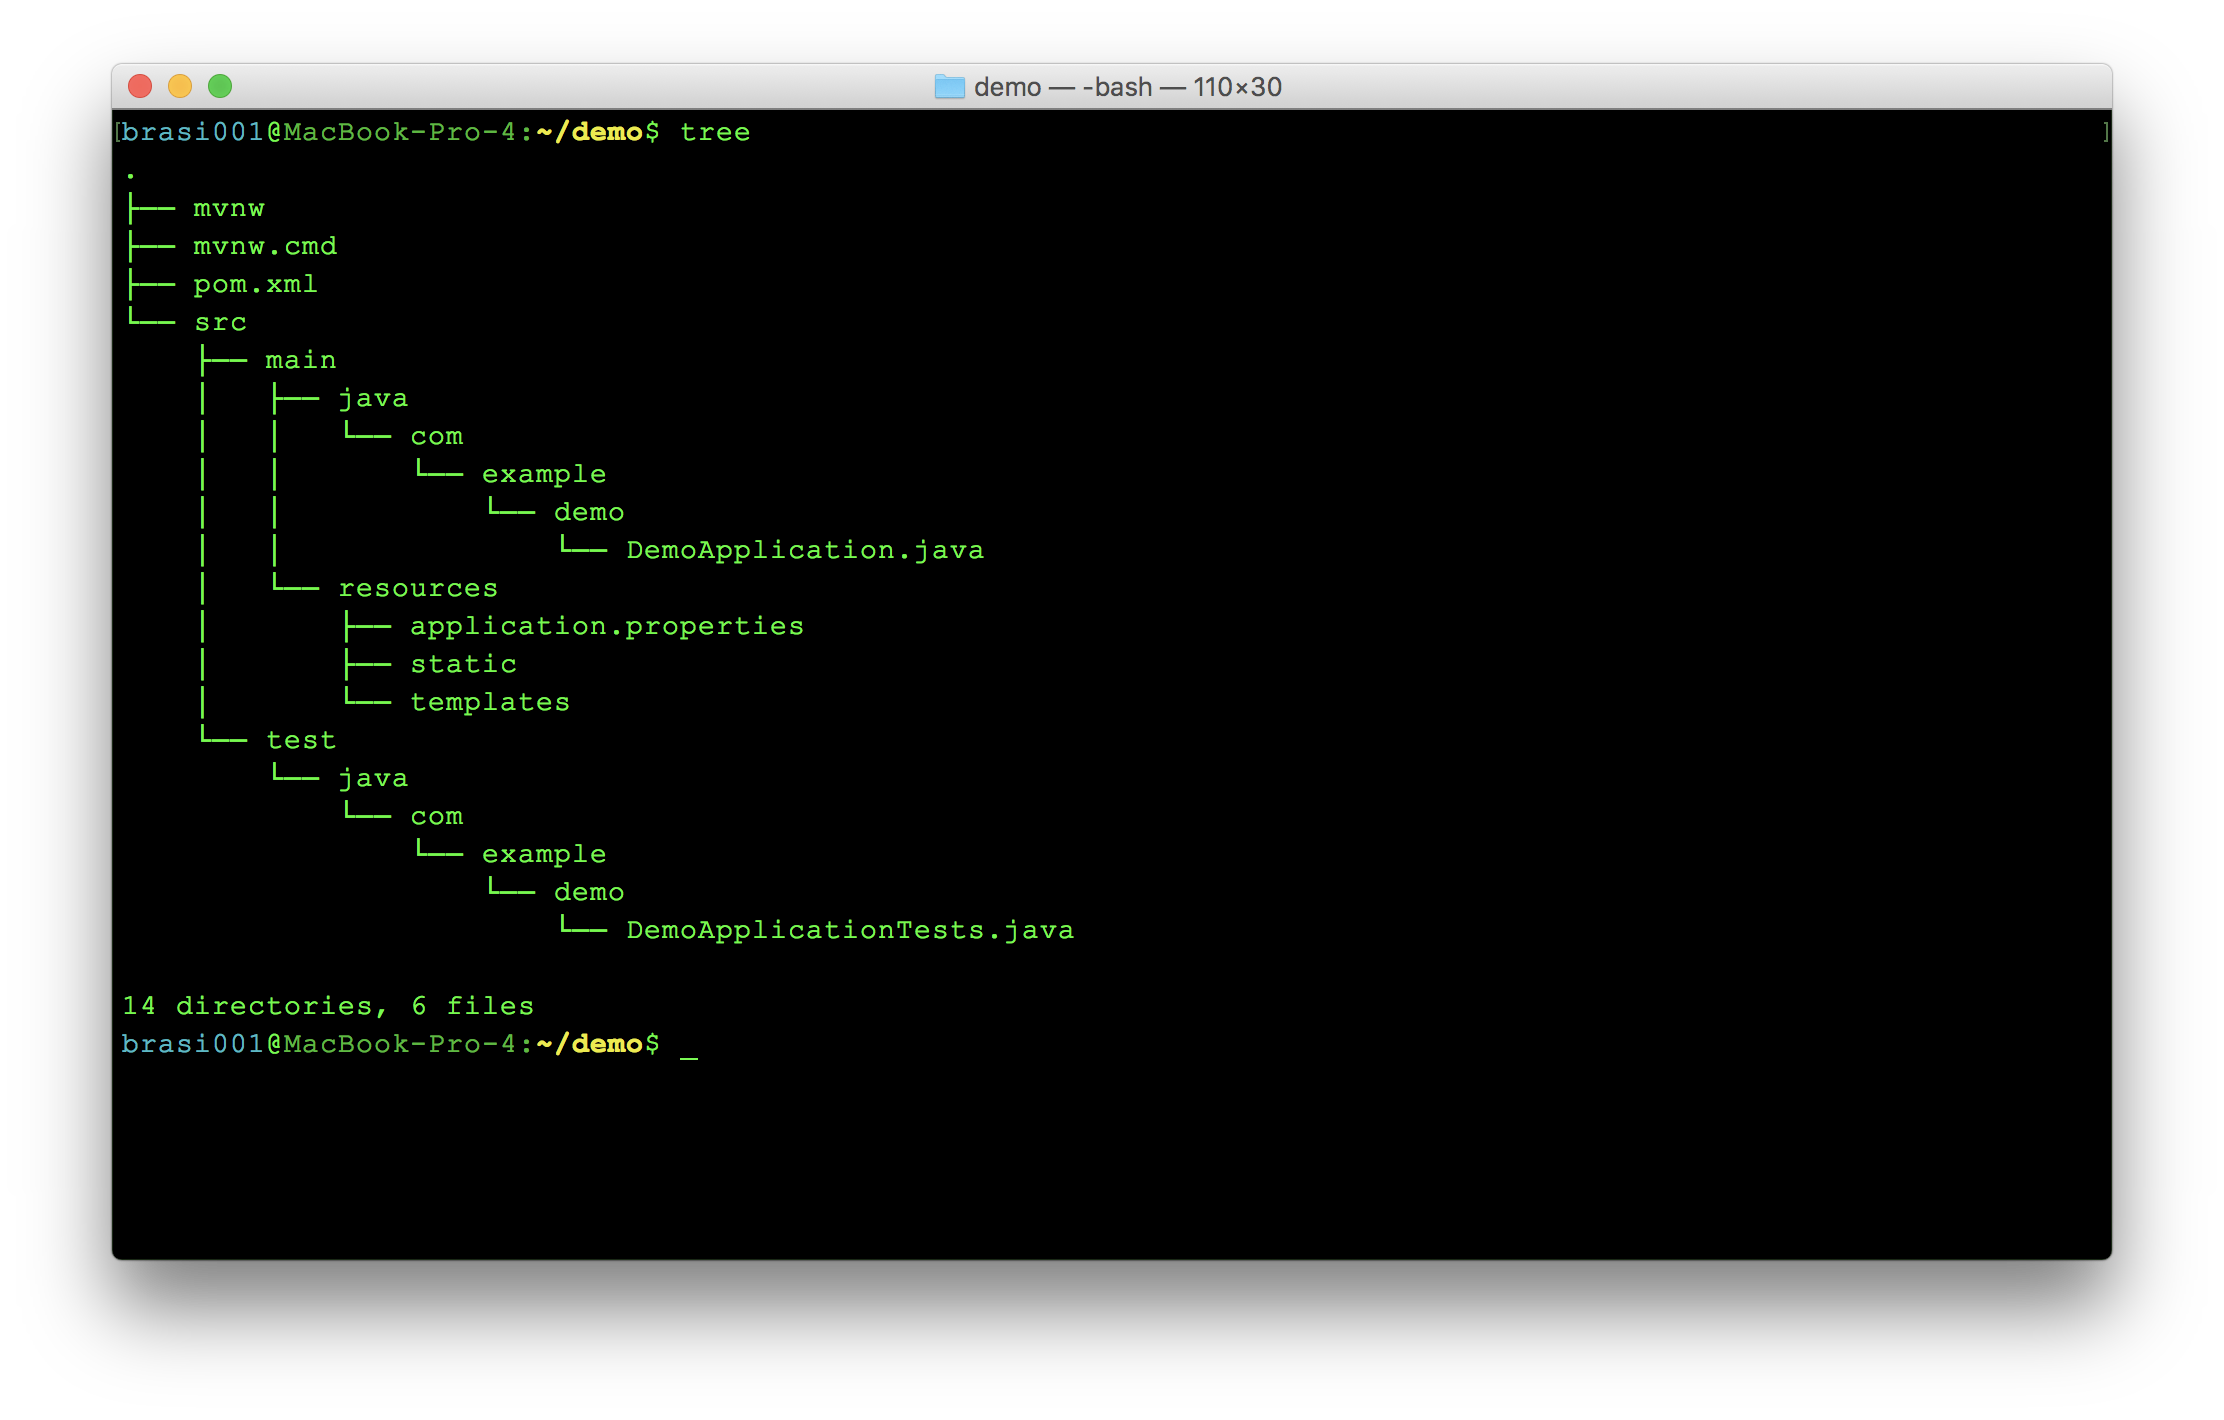 demo — -bash — 110×30
[brasi001@MacBook-Pro-4:~/demo$ tree ]
.
├── mvnw
├── mvnw.cmd
├── pom.xml
└── src
    ├── main
    │   ├── java
    │   │   └── com
    │   │       └── example
    │   │           └── demo
    │   │               └── DemoApplication.java
    │   └── resources
    │       ├── application.properties
    │       ├── static
    │       └── templates
    └── test
        └── java
            └── com
                └── example
                    └── demo
                        └── DemoApplicationTests.java

14 directories, 6 files
brasi001@MacBook-Pro-4:~/demo$ _